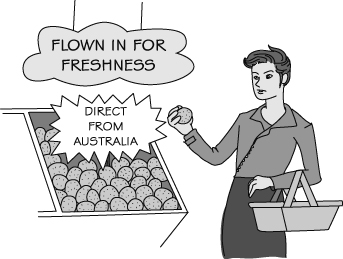 FLOWN IN FOR
FRESHNESS
DIRECT
FROM
AUSTRALIA